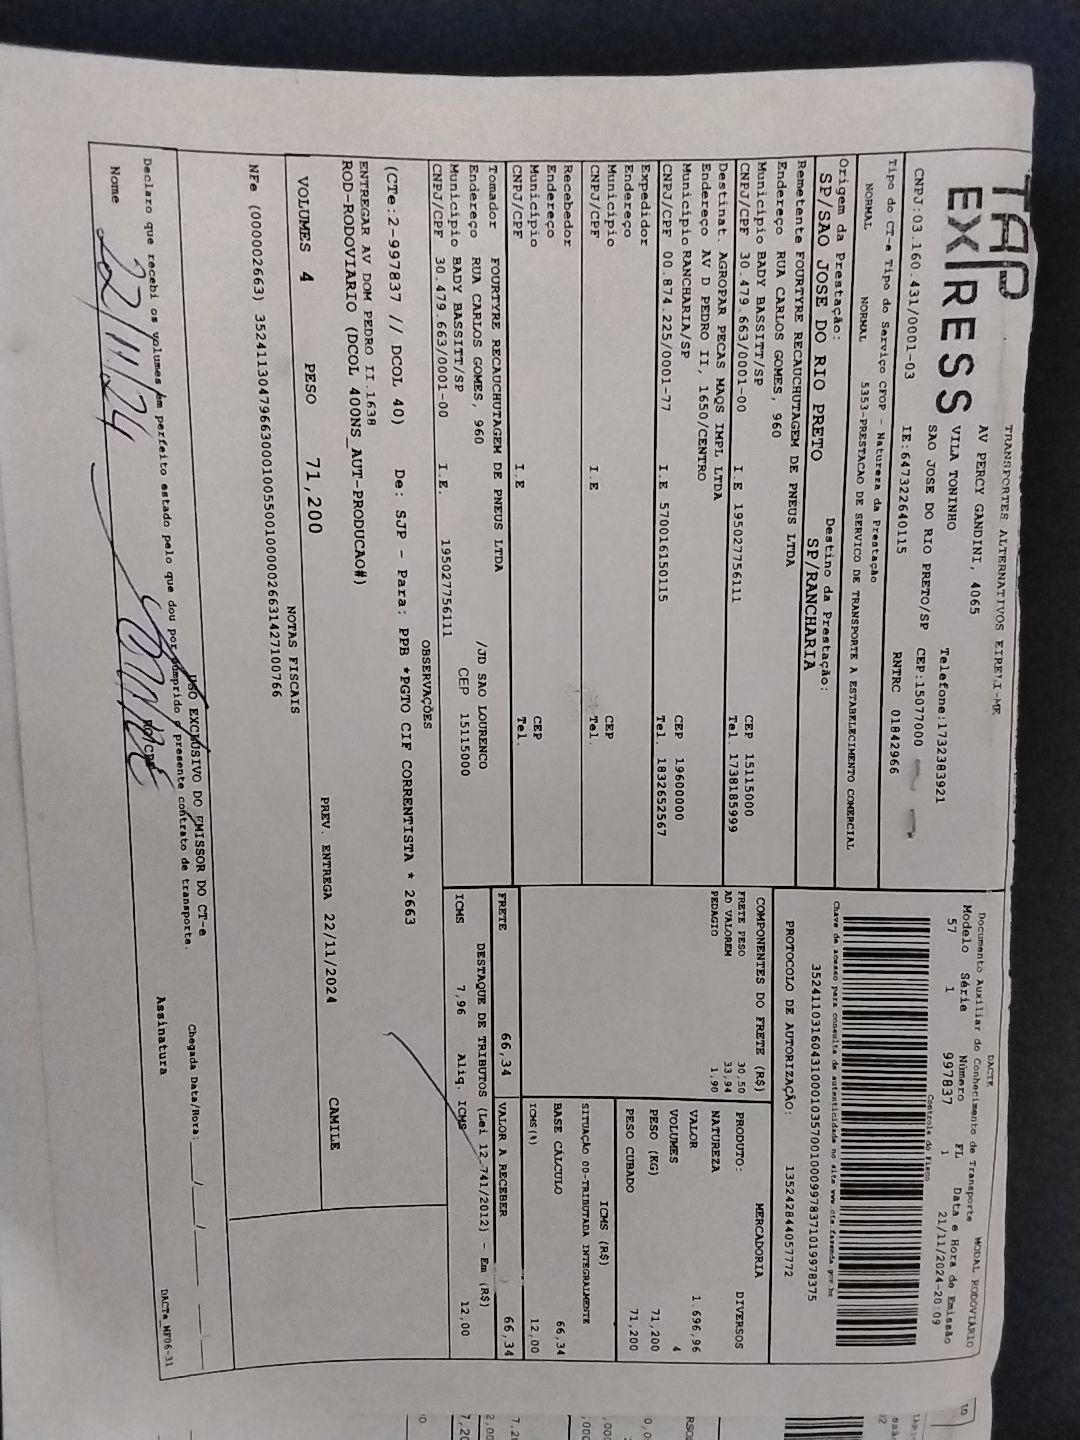 TAP
EXPRESS
TRANSPORTES ALTERNATIVOS EIRELI-ME
AV PERCY GANDINI, 4065
VILA TONINHO Telefone:1732383921
SAO JOSE DO RIO PRETO/SP CEP:15077000
CNPJ:03.160.431/0001-03 IE:647322640115 RNTRC 01842966
Tipo do CT-e Tipo do Serviço CFOP - Natureza da Prestação
NORMAL NORMAL 5353-PRESTACAO DE SERVICO DE TRANSPORTE A ESTABELECIMENTO COMERCIAL
Origem da Prestação: Destino da Prestação:
SP/SAO JOSE DO RIO PRETO SP/RANCHARIA
DACTE
Documento Auxiliar do Conhecimento de Transporte MODAL RODOVIÁRIO
Modelo Série Número FL Data e Hora de Emissão
57 1 997837 1 21/11/2024-20:09
Controle do Fisco
Chave de acesso para consulta de autenticidade no site www.cte.fazenda.gov.br
35241103160431000103570010009978371019978375
PROTOCOLO DE AUTORIZAÇÃO: 135242844057772
Remetente FOURTYRE RECAUCHUTAGEM DE PNEUS LTDA
Endereço RUA CARLOS GOMES, 960
Município BADY BASSITT/SP CEP 15115000
CNPJ/CPF 30.479.663/0001-00 I.E 195027756111 Tel. 1738185999
Destinat. AGROPAR PECAS MAQS IMPL LTDA
Endereço AV D PEDRO II, 1650/CENTRO
Município RANCHARIA/SP CEP 19600000
CNPJ/CPF 00.874.225/0001-77 I.E 570016150115 Tel. 1832652567
Expedidor
Endereço
Município CEP
CNPJ/CPF I.E Tel.
Recebedor
Endereço
Município CEP
CNPJ/CPF I.E Tel.
Tomador FOURTYRE RECAUCHUTAGEM DE PNEUS LTDA
Endereço RUA CARLOS GOMES, 960 /JD SAO LOURENCO
Município BADY BASSITT/SP CEP 15115000
CNPJ/CPF 30.479.663/0001-00 I.E. 195027756111
COMPONENTES DO FRETE (R$)
FRETE PESO 30,50
AD VALOREM 33,94
PEDAGIO 1,90
PRODUTO: MERCADORIA
NATUREZA DIVERSOS
VALOR 1.696,96
VOLUMES 4
PESO (KG) 71,200
PESO CUBADO 71,200
ICMS (R$)
SITUAÇÃO 00-TRIBUTADA INTEGRALMENTE
BASE CÁLCULO 66,34
ICMS(%) 12,00
FRETE 66,34 VALOR A RECEBER 66,34
DESTAQUE DE TRIBUTOS (Lei 12.741/2012) - Em (R$)
ICMS 7,96 Aliq. ICMS 12,00
OBSERVAÇÕES
(CTe:2-997837 // DCOL 40) De: SJP - Para: PPB *PGTO CIF CORRENTISTA * 2663
ENTREGAR AV DOM PEDRO II.1638
ROD-RODOVIARIO (DCOL 400NS_AUT-PRODUCAO#)
VOLUMES 4 PESO 71,200 PREV. ENTREGA 22/11/2024 CAMILE
NOTAS FISCAIS
NFe (000002663) 35241130479663000100550010000026631427100766
USO EXCLUSIVO DO EMISSOR DO CT-e
Declaro que recebi os volumes em perfeito estado pelo que dou por cumprido o presente contrato de transporte.
Chegada Data/Hora: ____/____/____
Nome RG/CPF Assinatura
22/11/24
DACTe_MF06-31